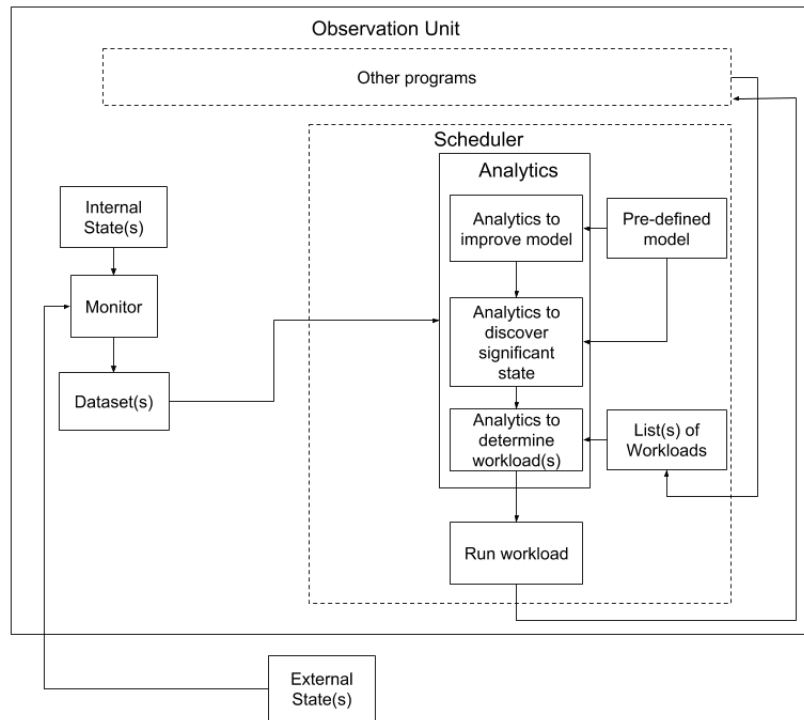 Observation Unit
Other programs
Scheduler
Analytics
Internal
State(s)
Analytics to
improve model
Pre-defined
model
Monitor
Analytics to
discover
significant
state
Dataset(s)
Analytics to
determine
workload(s)
List(s) of
Workloads
Run workload
External
State(s)